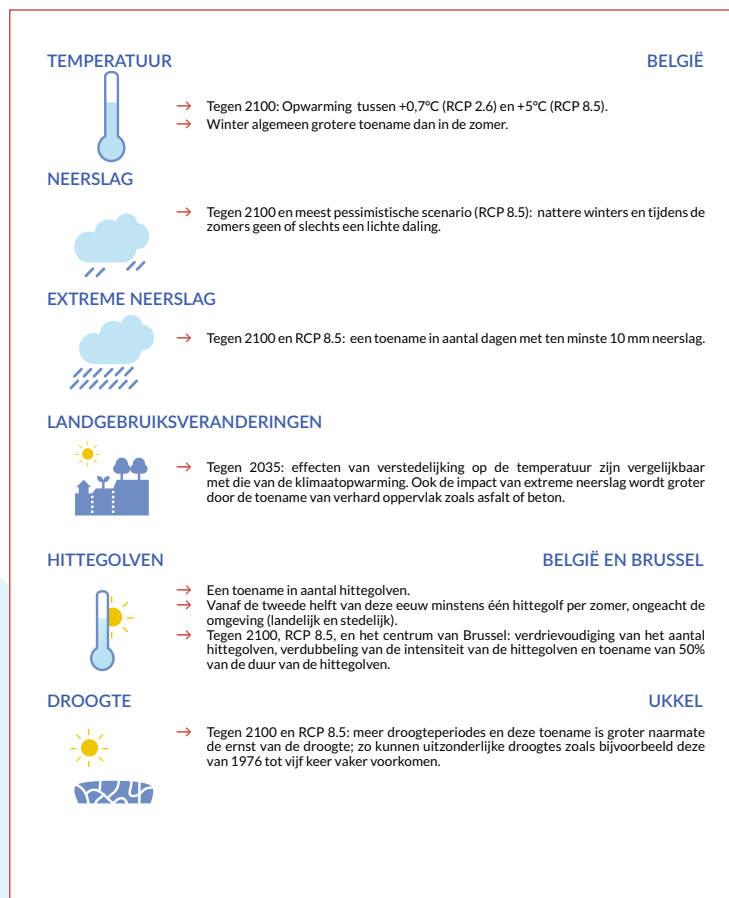 TEMPERATUUR
BELGIË
→ Tegen 2100: Opwarming tussen +0,7°C (RCP 2.6) en +5°C (RCP 8.5).
→ Winter algemeen grotere toename dan in de zomer.
NEERSLAG
→ Tegen 2100 en meest pessimistische scenario (RCP 8.5): nattere winters en tijdens de
zomers geen of slechts een lichte daling.
EXTREME NEERSLAG
→ Tegen 2100 en RCP 8.5: een toename in aantal dagen met ten minste 10 mm neerslag.
LANDGEBRUIKSVERANDERINGEN
→ Tegen 2035: effecten van verstedelijking op de temperatuur zijn vergelijkbaar
met die van de klimaatopwarming. Ook de impact van extreme neerslag wordt groter
door de toename van verhard oppervlak zoals asfalt of beton.
HITTEGOLVEN
BELGIË EN BRUSSEL
→ Een toename in aantal hittegolven.
→ Vanaf de tweede helft van deze eeuw minstens één hittegolf per zomer, ongeacht de
omgeving (landelijk en stedelijk).
→ Tegen 2100, RCP 8.5, en het centrum van Brussel: verdrievoudiging van het aantal
hittegolven, verdubbeling van de intensiteit van de hittegolven en toename van 50%
van de duur van de hittegolven.
DROOGTE
UKKEL
→ Tegen 2100 en RCP 8.5: meer droogteperiodes en deze toename is groter naarmate
de ernst van de droogte; zo kunnen uitzonderlijke droogtes zoals bijvoorbeeld deze
van 1976 tot vijf keer vaker voorkomen.